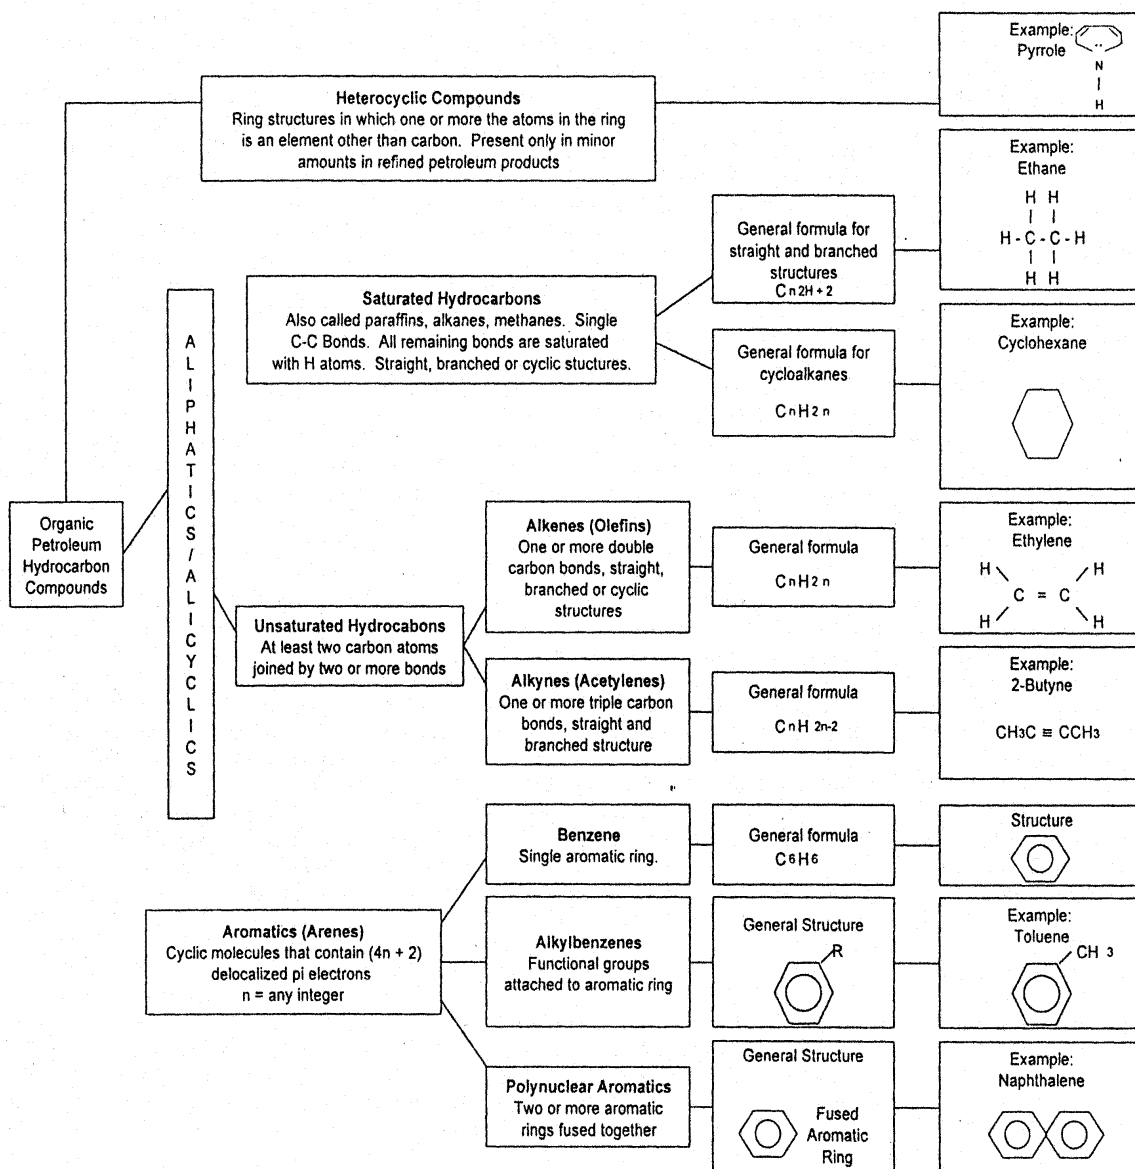 Example:
Pyrrole
N
H
Heterocyclic Compounds
Ring structures in which one or more the atoms in the ring
is an element other than carbon. Present only in minor
amounts in refined petroleum products
Example:
Ethane
H H
H - C - C - H
H H
General formula for
straight and branched
structures
Cn2H+2
Saturated Hydrocarbons
Also called paraffins, alkanes, methanes. Single
C-C Bonds. All remaining bonds are saturated
with H atoms. Straight, branched or cyclic stuctures.
General formula for
cycloalkanes
CnH2n
Example:
Cyclohexane
ALIPHATICS/ALICYCLICS
Organic
Petroleum
Hydrocarbon
Compounds
Alkenes (Olefins)
One or more double
carbon bonds, straight,
branched or cyclic
structures
General formula
CnH2n
Example:
Ethylene
H H
C = C
H H
Unsaturated Hydrocabons
At least two carbon atoms
joined by two or more bonds
Alkynes (Acetylenes)
One or more triple carbon
bonds, straight and
branched structure
General formula
CnH2n-2
Example:
2-Butyne
CH3C ≡ CCH3
Benzene
Single aromatic ring.
General formula
C6H6
Structure
Aromatics (Arenes)
Cyclic molecules that contain (4n + 2)
delocalized pi electrons
n = any integer
Alkylbenzenes
Functional groups
attached to aromatic ring
General Structure
R
Example:
Toluene
CH3
Polynuclear Aromatics
Two or more aromatic
rings fused together
General Structure
Fused
Aromatic
Ring
Example:
Naphthalene